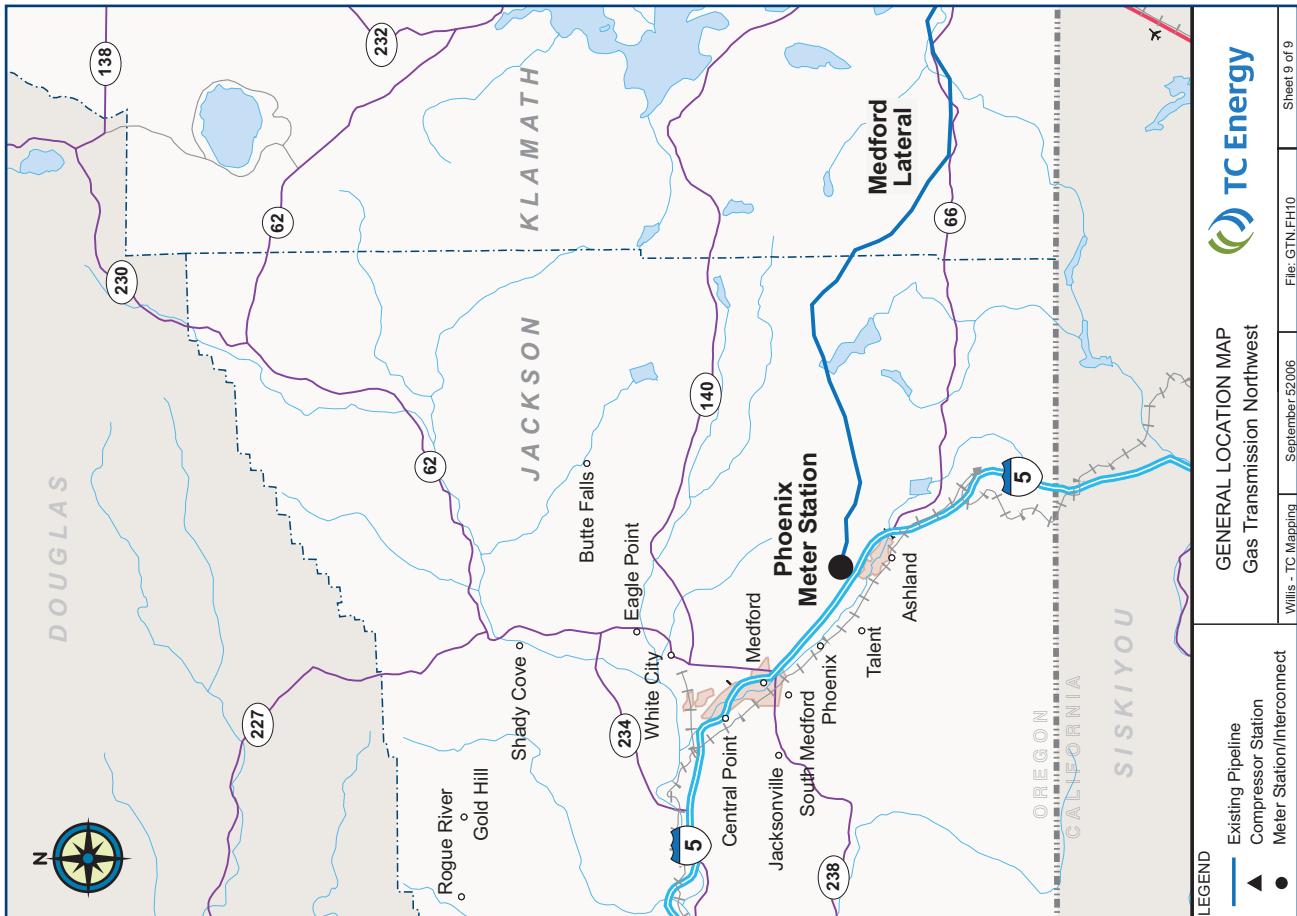 138
232
DOUGLAS
230
62
KLAMATH
JACKSON
62
Butte Falls
140
66
Medford
Lateral
Phoenix
Meter Station
227
Shady Cove
Eagle Point
234
White City
Medford
Ashland
Talent
5
N
Rogue River
Gold Hill
Central Point
Jacksonville
South Medford
Phoenix
5
238
OREGON
CALIFORNIA
SISKIYOU
LEGEND
Existing Pipeline
Compressor Station
Meter Station/Interconnect
GENERAL LOCATION MAP
Gas Transmission Northwest
TC Energy
Willis - TC Mapping
September 52006
File: GTN.FH10
Sheet 9 of 9